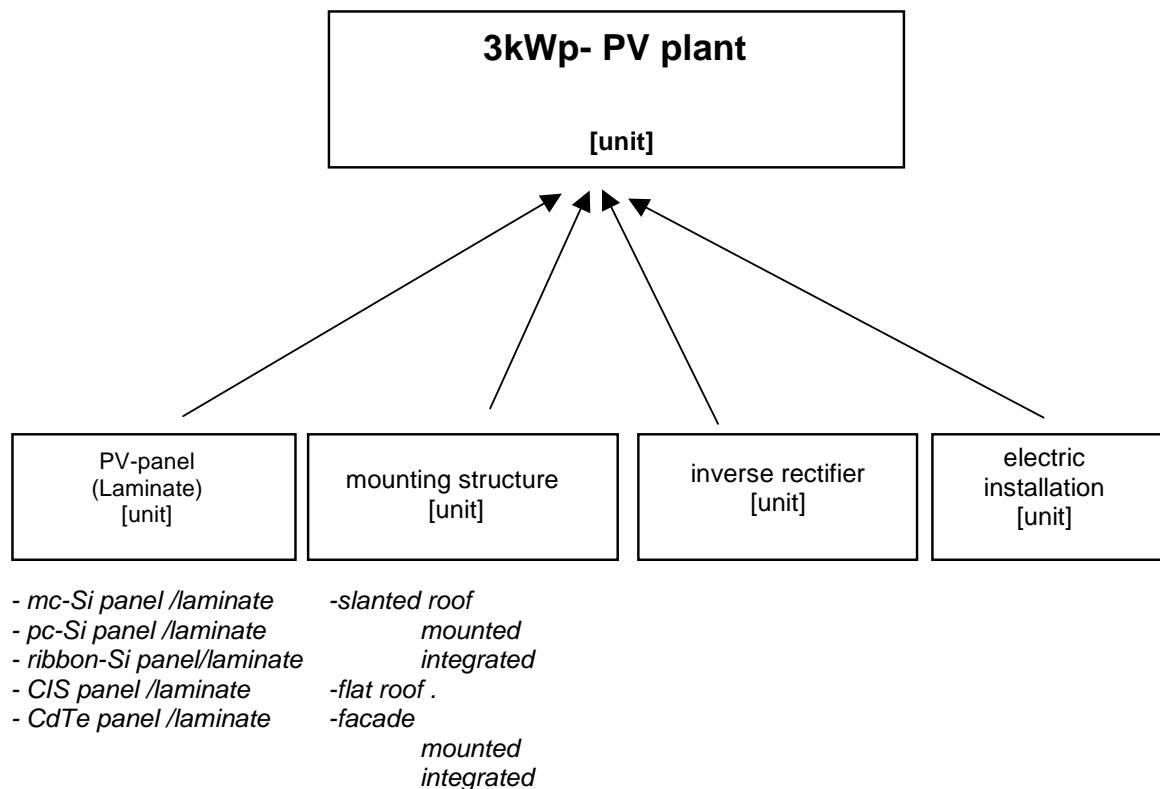 3kWp- PV plant
[unit]
PV-panel
(Laminate)
[unit]
mounting structure
[unit]
inverse rectifier
[unit]
electric
installation
[unit]
- mc-Si panel /laminate
- pc-Si panel /laminate
- ribbon-Si panel/laminate
- CIS panel /laminate
- CdTe panel /laminate
-slanted roof
mounted
integrated
-flat roof .
-facade
mounted
integrated